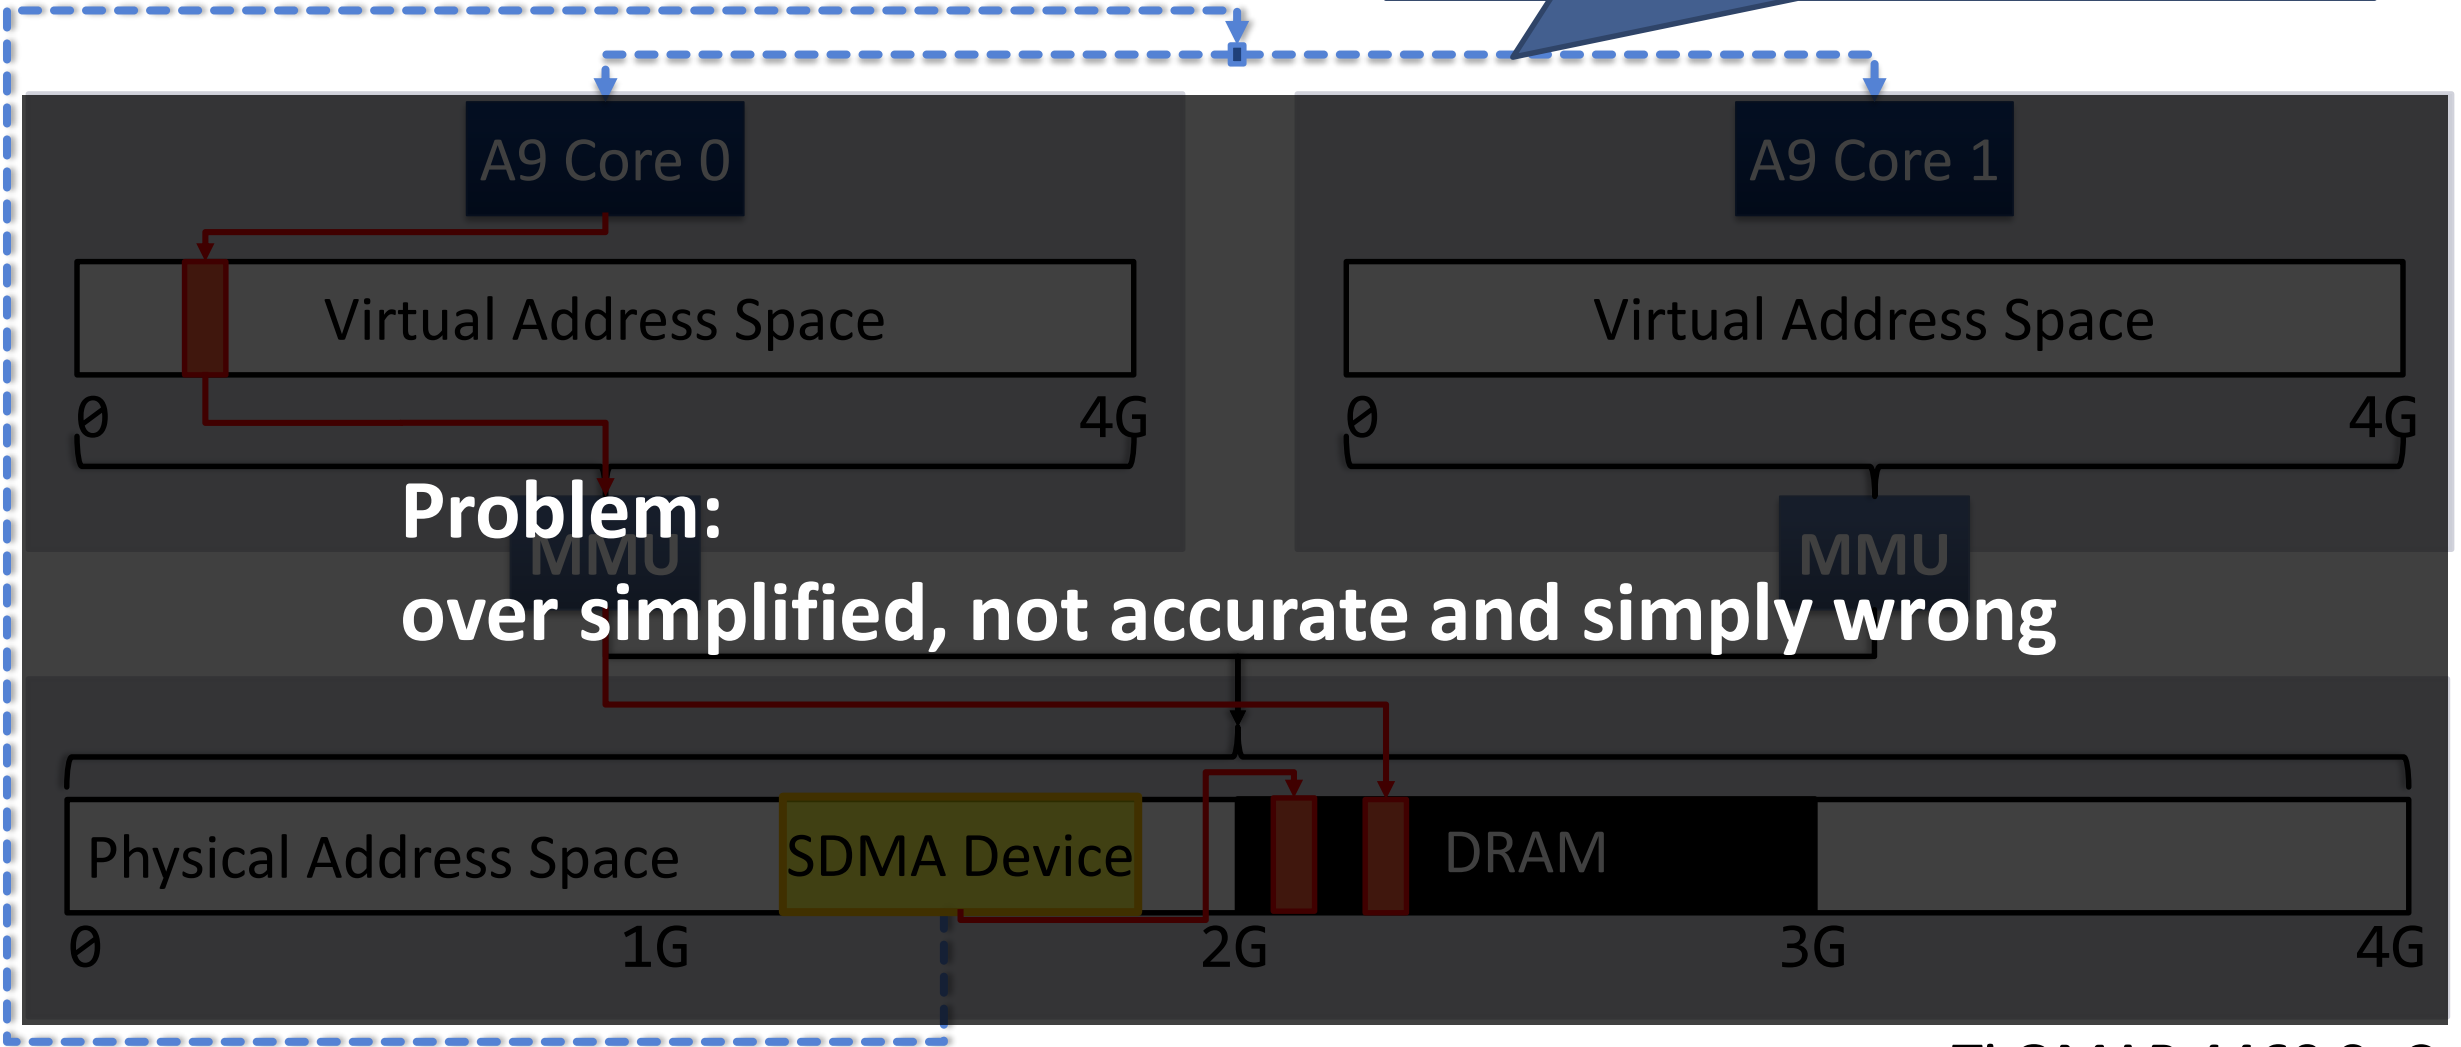 A9 Core 0
A9 Core 1
Virtual Address Space
Virtual Address Space
0
4G
0
4G
Problem:
MMU
MMU
over simplified, not accurate and simply wrong
Physical Address Space
SDMA Device
DRAM
0
1G
2G
3G
4G